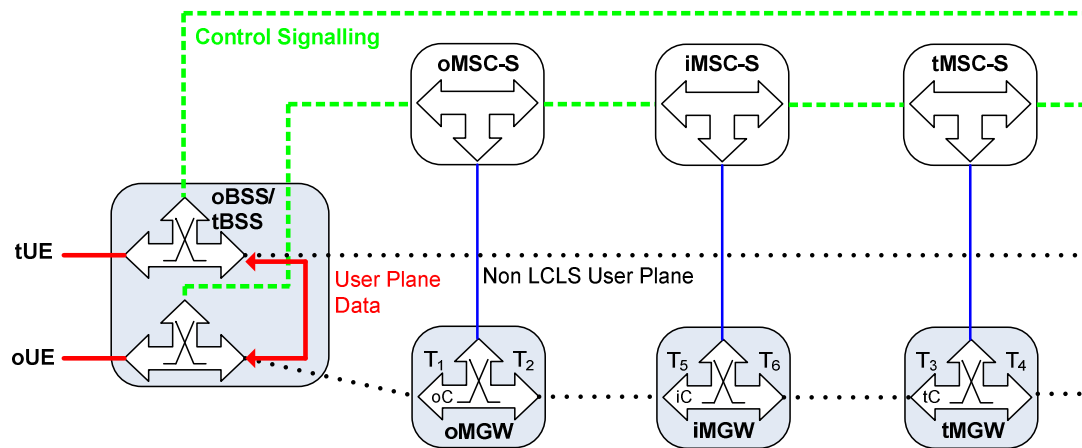 Control Signalling
oMSC-S
iMSC-S
tMSC-S
oBSS/
tBSS
tUE
User Plane
Data
Non LCLS User Plane
oUE
T₁
T₂
T₅
T₆
T₃
T₄
oC
iC
tC
oMGW
iMGW
tMGW